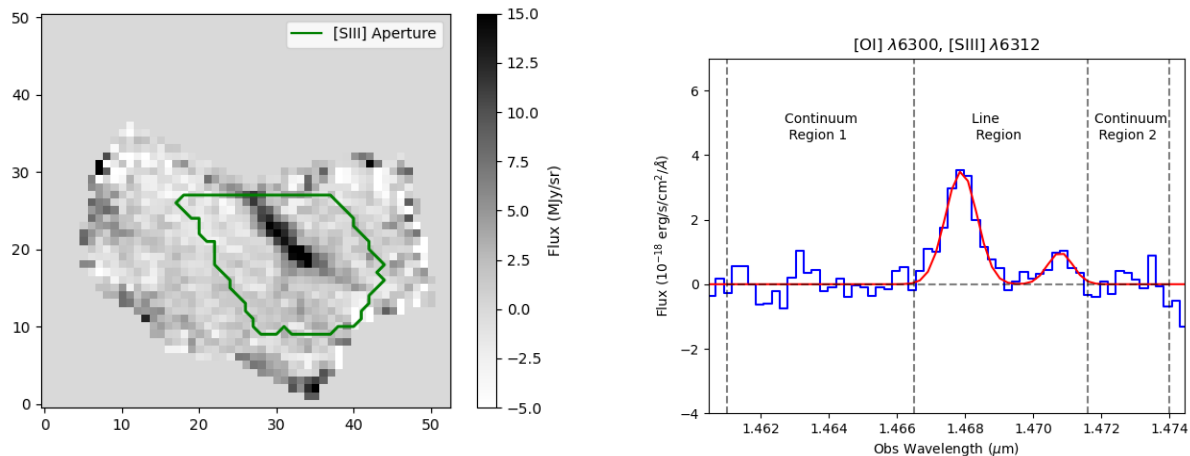 [SIII] Aperture
50
40
30
20
10
0
0 10 20 30 40 50
15.0
12.5
10.0
7.5
5.0
2.5
0.0
−2.5
−5.0
Flux (MJy/sr)
[OI] λ6300, [SIII] λ6312
Continuum
Region 1
Line
Region
Continuum
Region 2
6
4
2
0
−2
−4
Flux (10⁻¹⁸ erg/s/cm²/Å)
1.462 1.464 1.466 1.468 1.470 1.472 1.474
Obs Wavelength (μm)